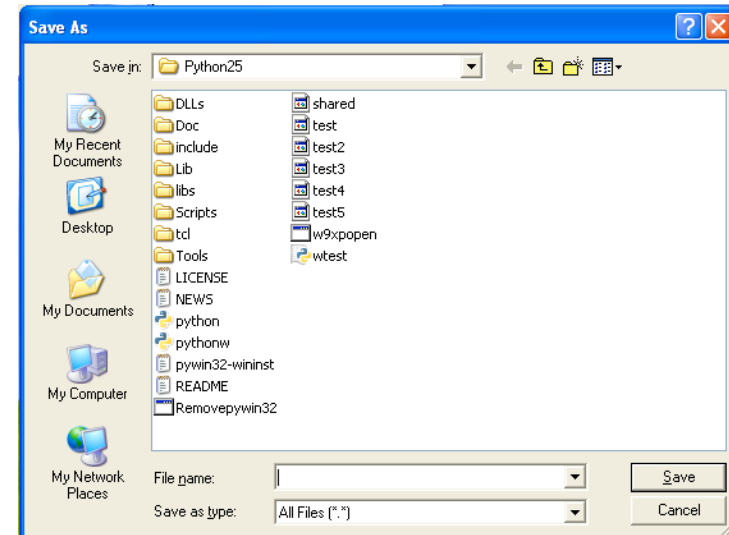 Save As
Save in: Python25
My Recent
Documents
Desktop
My Documents
My Computer
My Network
Places
DLLs
Doc
include
Lib
libs
Scripts
tcl
Tools
LICENSE
NEWS
python
pythonw
pywin32-wininst
README
Removepywin32
shared
test
test2
test3
test4
test5
w9xpopen
wtest
File name:
Save
Save as type: All Files (*.*)
Cancel